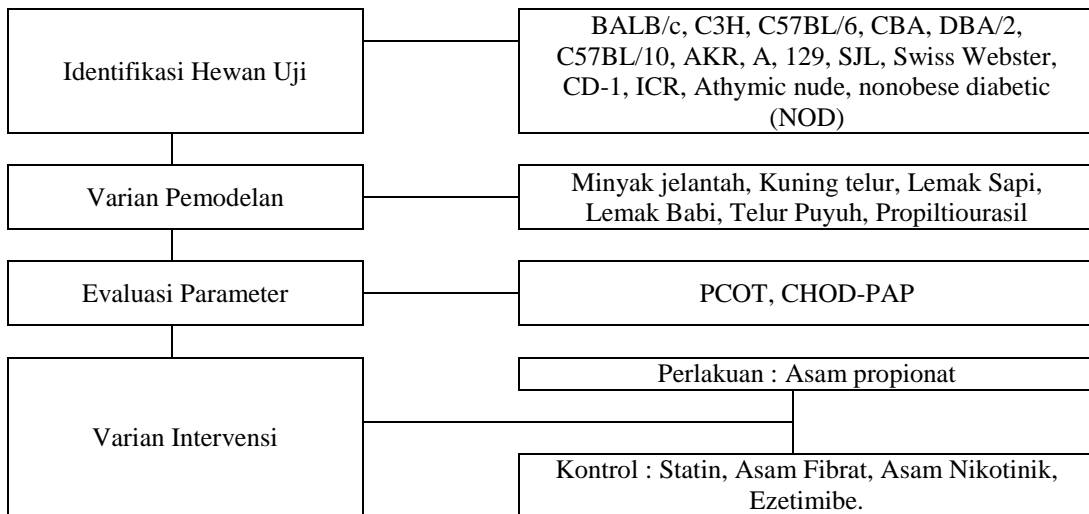 Identifikasi Hewan Uji
BALB/c, C3H, C57BL/6, CBA, DBA/2,
C57BL/10, AKR, A, 129, SJL, Swiss Webster,
CD-1, ICR, Athymic nude, nonobese diabetic
(NOD)
Varian Pemodelan
Minyak jelantah, Kuning telur, Lemak Sapi,
Lemak Babi, Telur Puyuh, Propiltiourasil
Evaluasi Parameter
PCOT, CHOD-PAP
Varian Intervensi
Perlakuan : Asam propionat
Kontrol : Statin, Asam Fibrat, Asam Nikotinik,
Ezetimibe.